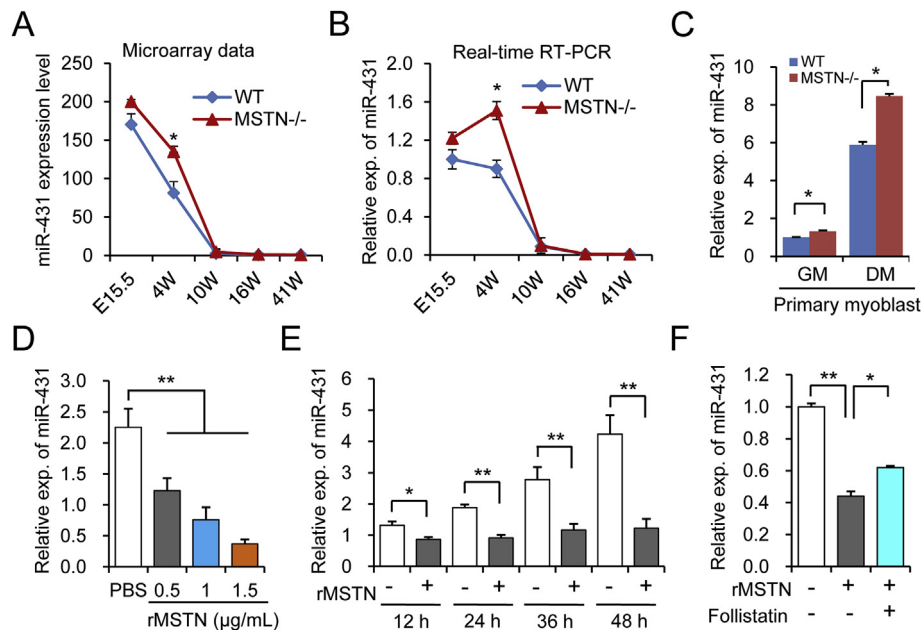 A
Microarray data
miR-431 expression level
250
200
150
100
50
0
WT
MSTN-/-
*
E15.5
4W
10W
16W
41W
B
Real-time RT-PCR
Relative exp. of miR-431
2.0
1.6
1.2
0.8
0.4
0.0
WT
MSTN-/-
*
E15.5
4W
10W
16W
41W
C
Relative exp. of miR-431
10
8
6
4
2
0
WT
MSTN-/-
*
*
GM DM
Primary myoblast
D
Relative exp. of miR-431
3.0
2.5
2.0
1.5
1.0
0.5
0.0
**
PBS 0.5 1 1.5
rMSTN (µg/mL)
E
Relative exp. of miR-431
6
5
4
3
2
1
0
*
**
**
**
rMSTN - + - + - + - +
12 h 24 h 36 h 48 h
F
Relative exp. of miR-431
1.2
1.0
0.8
0.6
0.4
0.2
0.0
** *
rMSTN - + +
Follistatin - - +